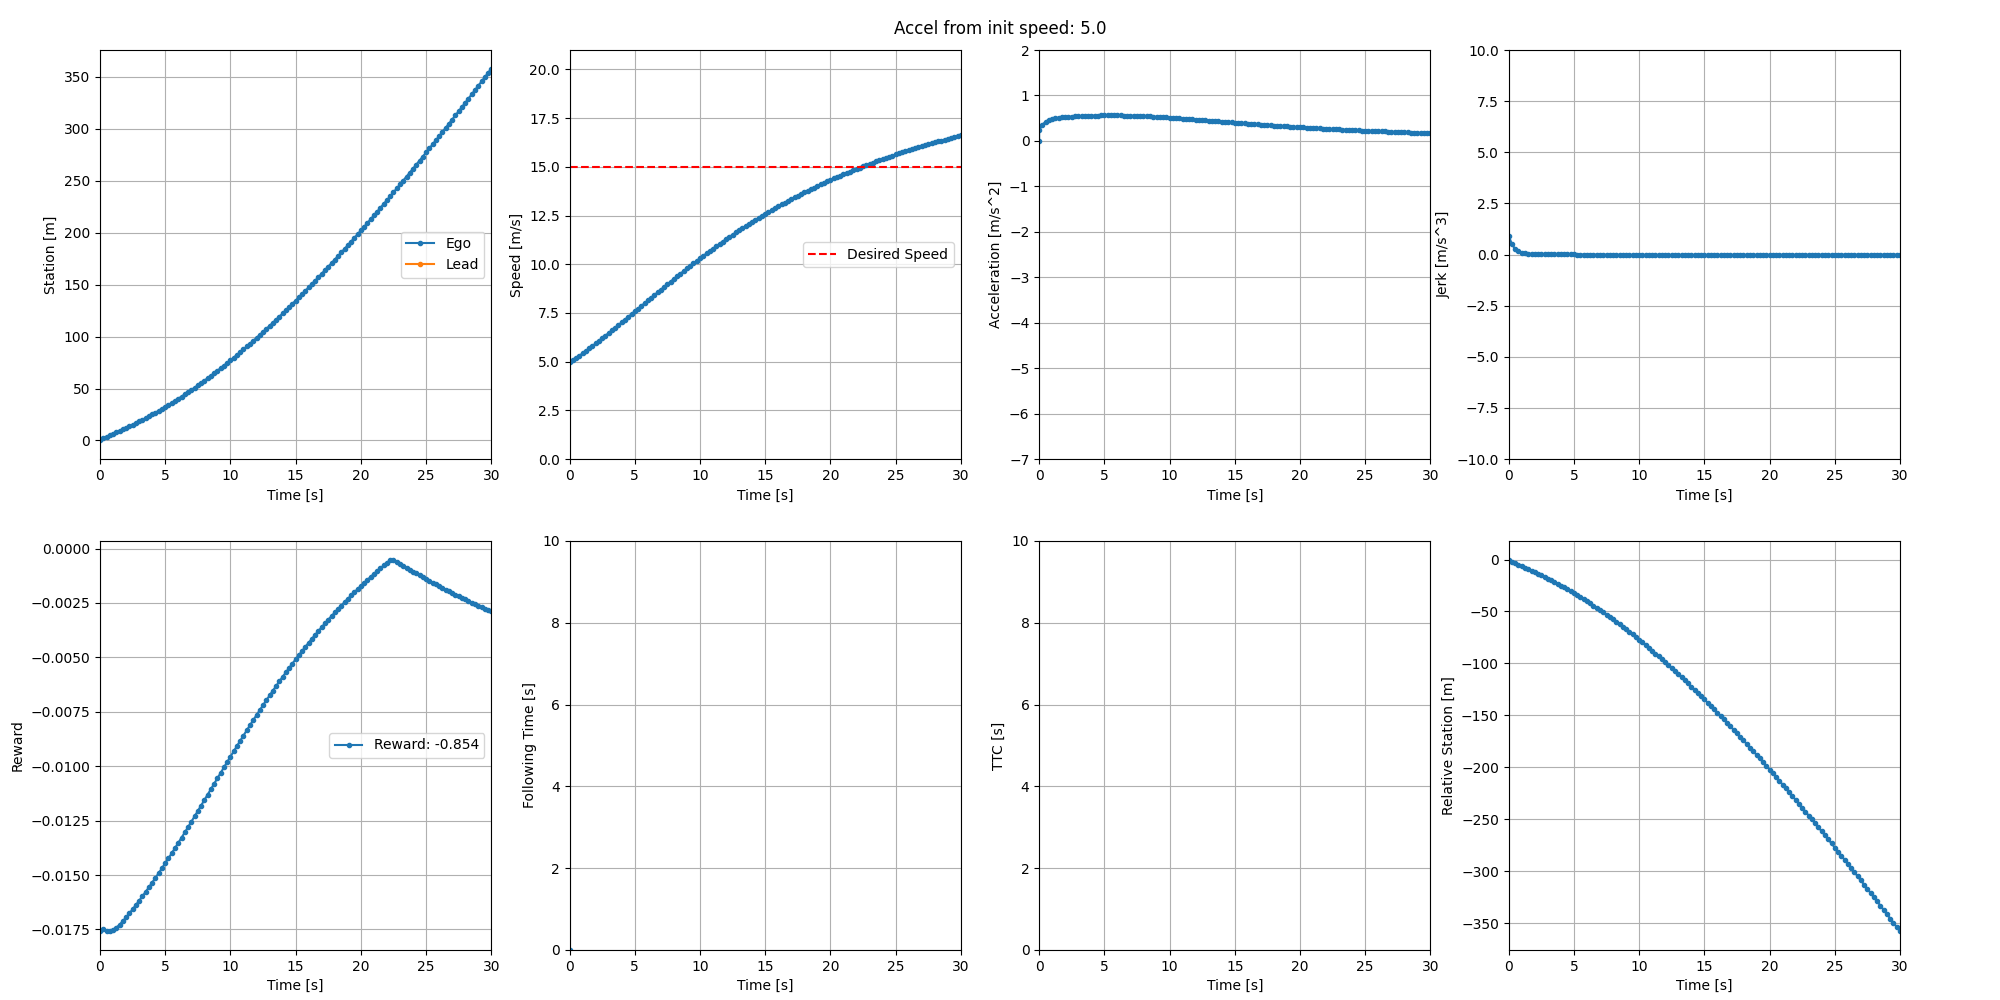 Accel from init speed: 5.0
Station [m]
350
300
250
200
150
100
50
0
Ego
Lead
0 5 10 15 20 25 30
Time [s]
Speed [m/s]
20.0
17.5
15.0
12.5
10.0
7.5
5.0
2.5
0.0
Desired Speed
0 5 10 15 20 25 30
Time [s]
Acceleration [m/s^2]
2
1
0
−1
−2
−3
−4
−5
−6
−7
0 5 10 15 20 25 30
Time [s]
Jerk [m/s^3]
10.0
7.5
5.0
2.5
0.0
−2.5
−5.0
−7.5
−10.0
0 5 10 15 20 25 30
Time [s]
Reward
0.0000
−0.0025
−0.0050
−0.0075
−0.0100
−0.0125
−0.0150
−0.0175
Reward: -0.854
0 5 10 15 20 25 30
Time [s]
Following Time [s]
10
8
6
4
2
0
0 5 10 15 20 25 30
Time [s]
TTC [s]
10
8
6
4
2
0
0 5 10 15 20 25 30
Time [s]
Relative Station [m]
0
−50
−100
−150
−200
−250
−300
−350
0 5 10 15 20 25 30
Time [s]